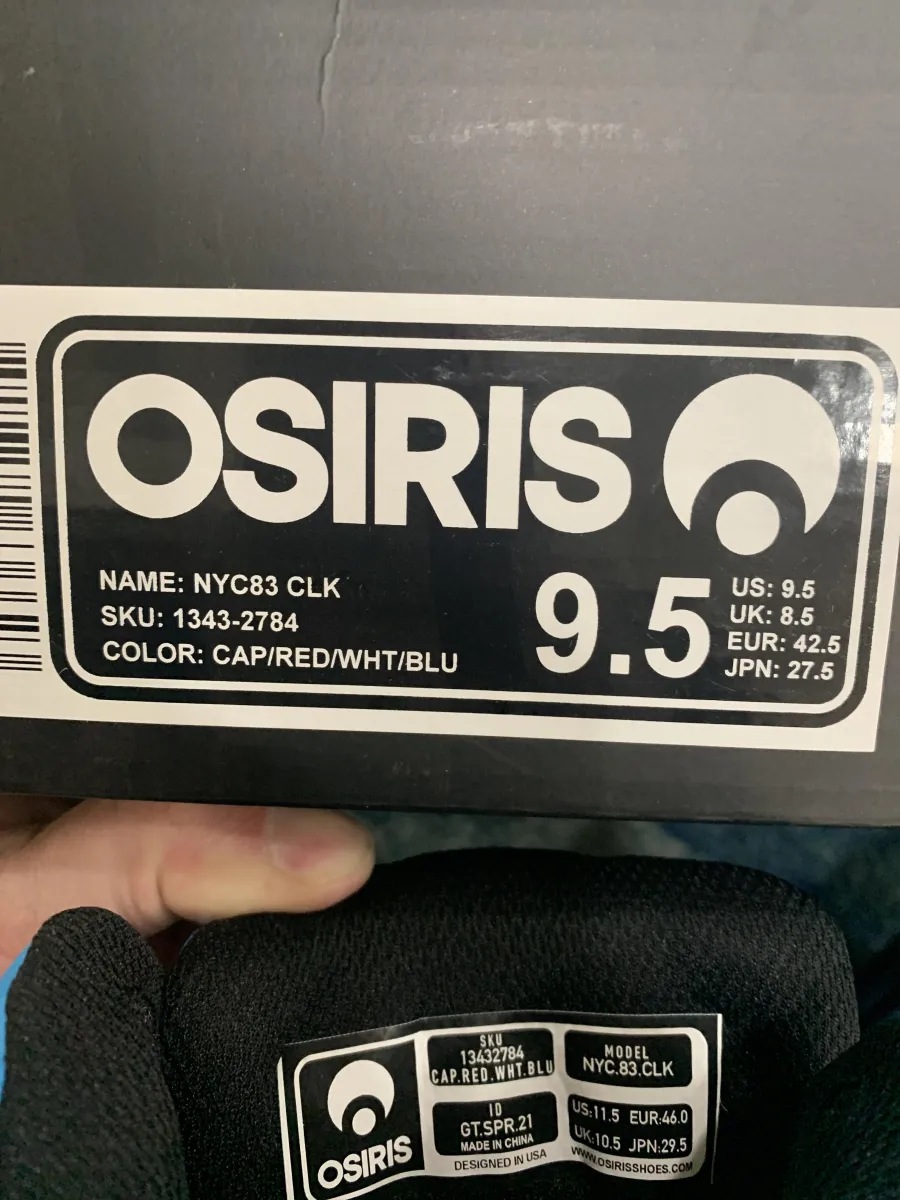 OSIRIS
NAME: NYC83 CLK
SKU: 1343-2784
COLOR: CAP/RED/WHT/BLU
9.5
US: 9.5
UK: 8.5
EUR: 42.5
JPN: 27.5
OSIRIS
SKU
13432784
CAP.RED.WHT.BLU
ID
GT.SPR.21
MADE IN CHINA
DESIGNED IN USA
MODEL
NYC.83.CLK
US:11.5 EUR:46.0
UK:10.5 JPN:29.5
WWW.OSIRISSHOES.COM